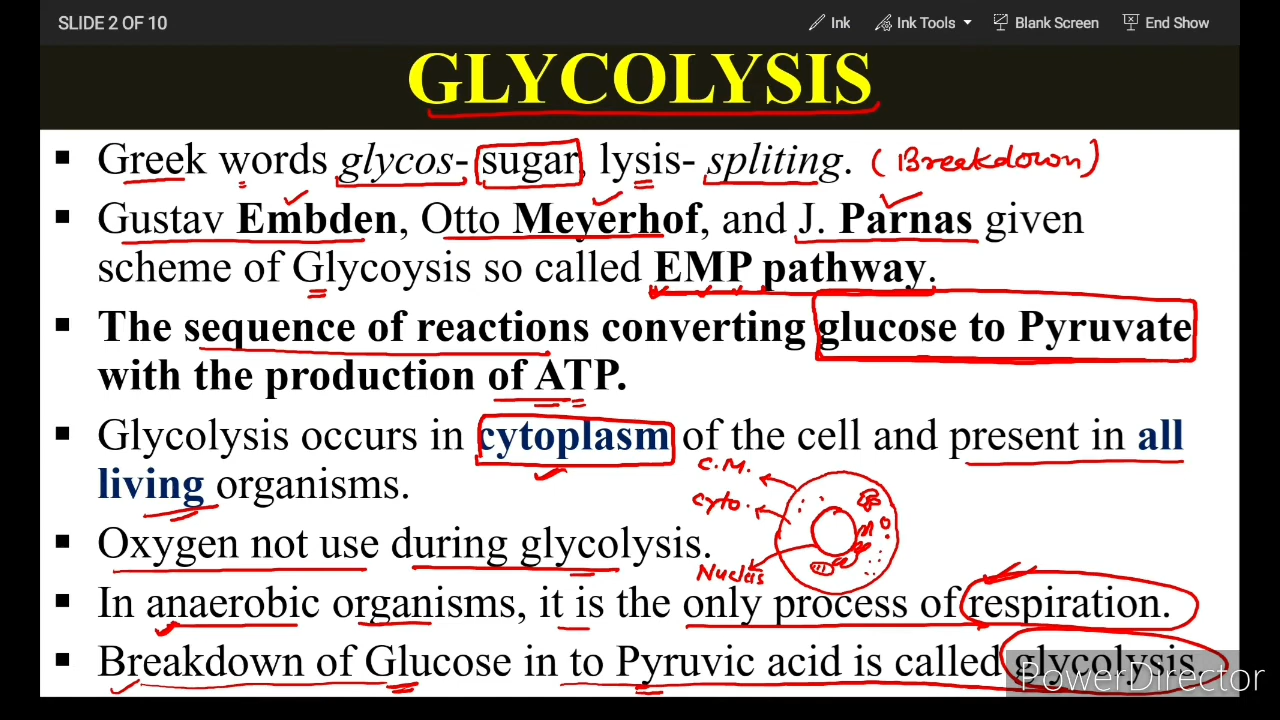 SLIDE 2 OF 10 Ink Ink Tools Blank Screen End Show
GLYCOLYSIS
▪ Greek words glycos- sugar, lysis- spliting. (Breakdown)
▪ Gustav Embden, Otto Meyerhof, and J. Parnas given
scheme of Glycoysis so called EMP pathway.
▪ The sequence of reactions converting glucose to Pyruvate
with the production of ATP.
▪ Glycolysis occurs in cytoplasm of the cell and present in all
living organisms.
C.M.
Cyto.
Nucleis
▪ Oxygen not use during glycolysis.
▪ In anaerobic organisms, it is the only process of respiration.
▪ Breakdown of Glucose in to Pyruvic acid is called glycolysis
PowerDirector